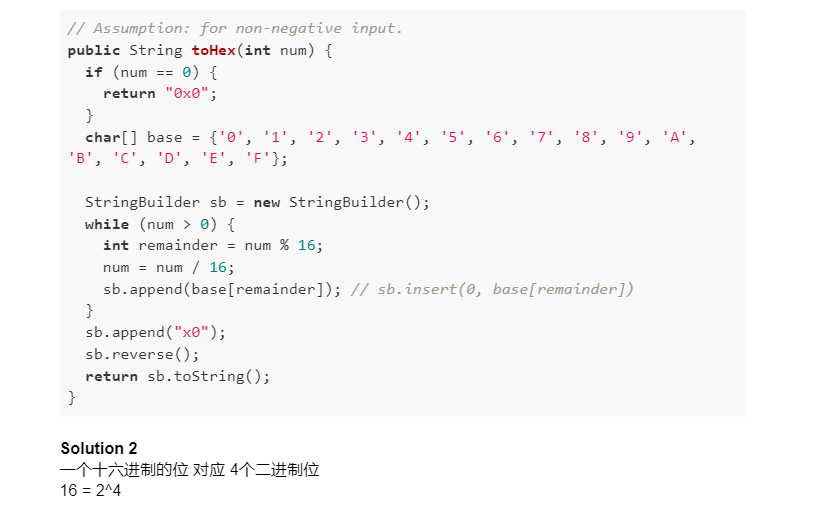 // Assumption: for non-negative input.
public String toHex(int num) {
if (num == 0) {
return "0x0";
}
char[] base = {'0', '1', '2', '3', '4', '5', '6', '7', '8', '9', 'A',
'B', 'C', 'D', 'E', 'F'};
StringBuilder sb = new StringBuilder();
while (num > 0) {
int remainder = num % 16;
num = num / 16;
sb.append(base[remainder]); // sb.insert(0, base[remainder])
}
sb.append("x0");
sb.reverse();
return sb.toString();
}
Solution 2
一个十六进制的位 对应 4个二进制位
16 = 2^4